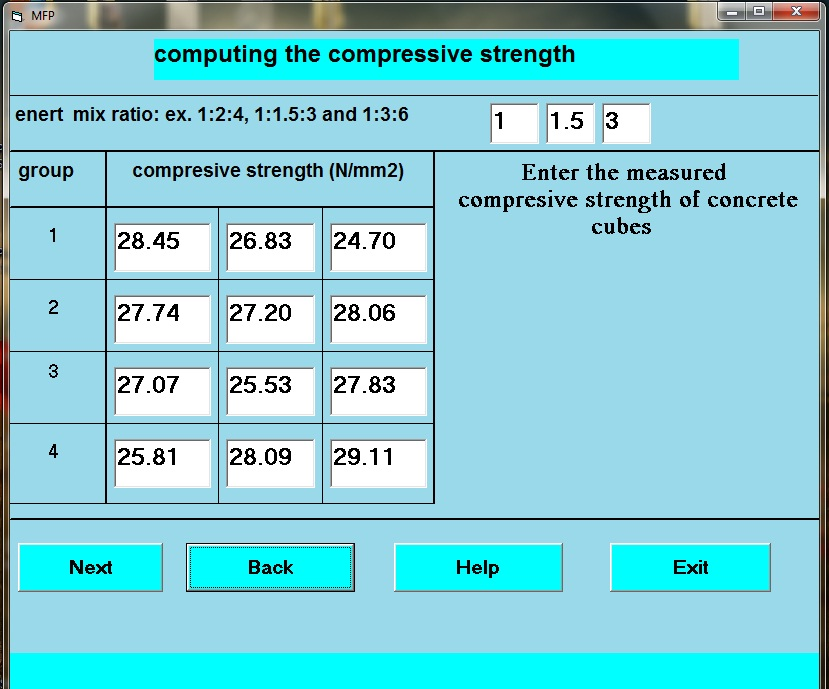 MFP
computing the compressive strength
enert mix ratio: ex. 1:2:4, 1:1.5:3 and 1:3:6 1 1.5 3
group compresive strength (N/mm2)
Enter the measured
compresive strength of concrete
cubes
1 28.45 26.83 24.70
2 27.74 27.20 28.06
3 27.07 25.53 27.83
4 25.81 28.09 29.11
Next Back Help Exit